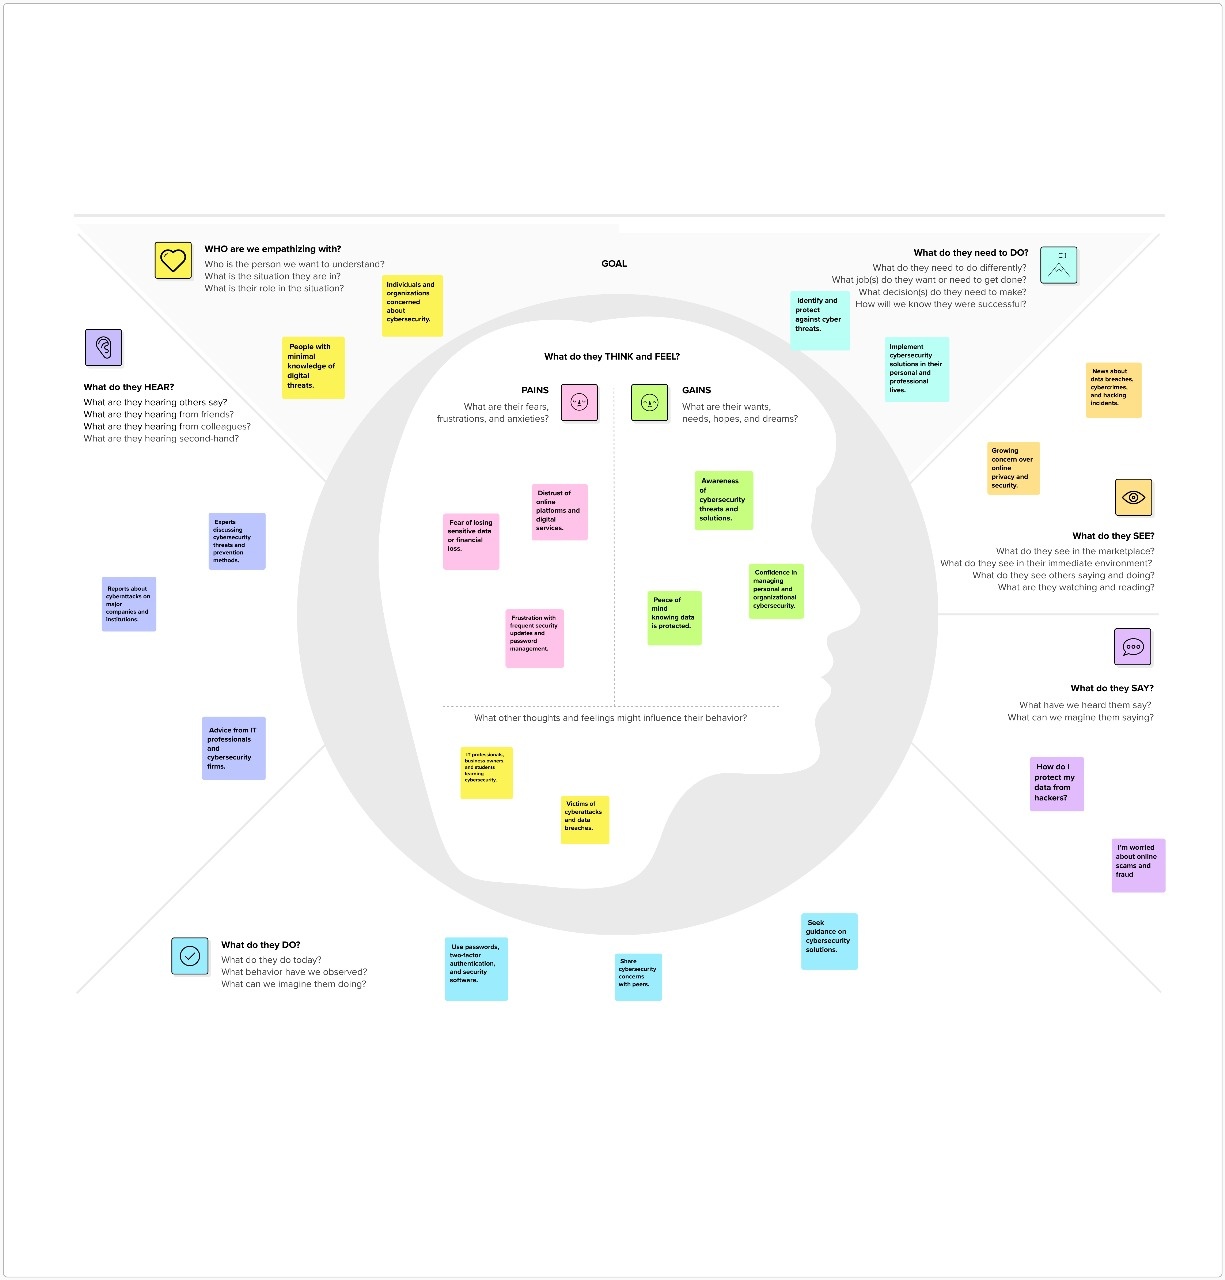 WHO are we empathizing with?
Who is the person we want to understand?
What is the situation they are in?
What is their role in the situation?
Individuals and
organizations
concerned
about
cybersecurity.
People with
minimal
knowledge of
digital
threats.
GOAL
What do they need to DO?
What do they need to do differently?
What job(s) do they want or need to get done?
What decision(s) do they need to make?
How will we know they were successful?
Identify and
protect
against cyber
threats.
Implement
cybersecurity
solutions in their
personal and
professional
lives.
What do they HEAR?
What are they hearing others say?
What are they hearing from friends?
What are they hearing from colleagues?
What are they hearing second-hand?
Experts
discussing
cybersecurity
threats and
prevention
methods.
Reports about
cyberattacks on
major
companies and
institutions.
Advice from IT
professionals
and
cybersecurity
firms.
What do they THINK and FEEL?
PAINS
What are their fears,
frustrations, and anxieties?
Distrust of
online
platforms and
digital
services.
Fear of losing
sensitive data
or financial
loss.
Frustration with
frequent security
updates and
password
management.
GAINS
What are their wants,
needs, hopes, and dreams?
Awareness
of
cybersecurity
threats and
solutions.
Confidence in
managing
personal and
organizational
cybersecurity.
Peace of
mind
knowing data
is protected.
What other thoughts and feelings might influence their behavior?
IT professionals,
business owners,
and students
learning
cybersecurity.
Victims of
cyberattacks
and data
breaches.
News about
data breaches,
cybercrimes,
and hacking
incidents.
Growing
concern over
online
privacy and
security.
What do they SEE?
What do they see in the marketplace?
What do they see in their immediate environment?
What do they see others saying and doing?
What are they watching and reading?
What do they SAY?
What have we heard them say?
What can we magine them saying?
How do I
protect my
data from
hackers?
I'm worried
about online
scams and
fraud
What do they DO?
What do they do today?
What behavior have we observed?
What can we imagine them doing?
Use passwords,
two-factor
authentication,
and security
software.
Share
cybersecurity
concerns
with peers.
Seek
guidance on
cybersecurity
solutions.